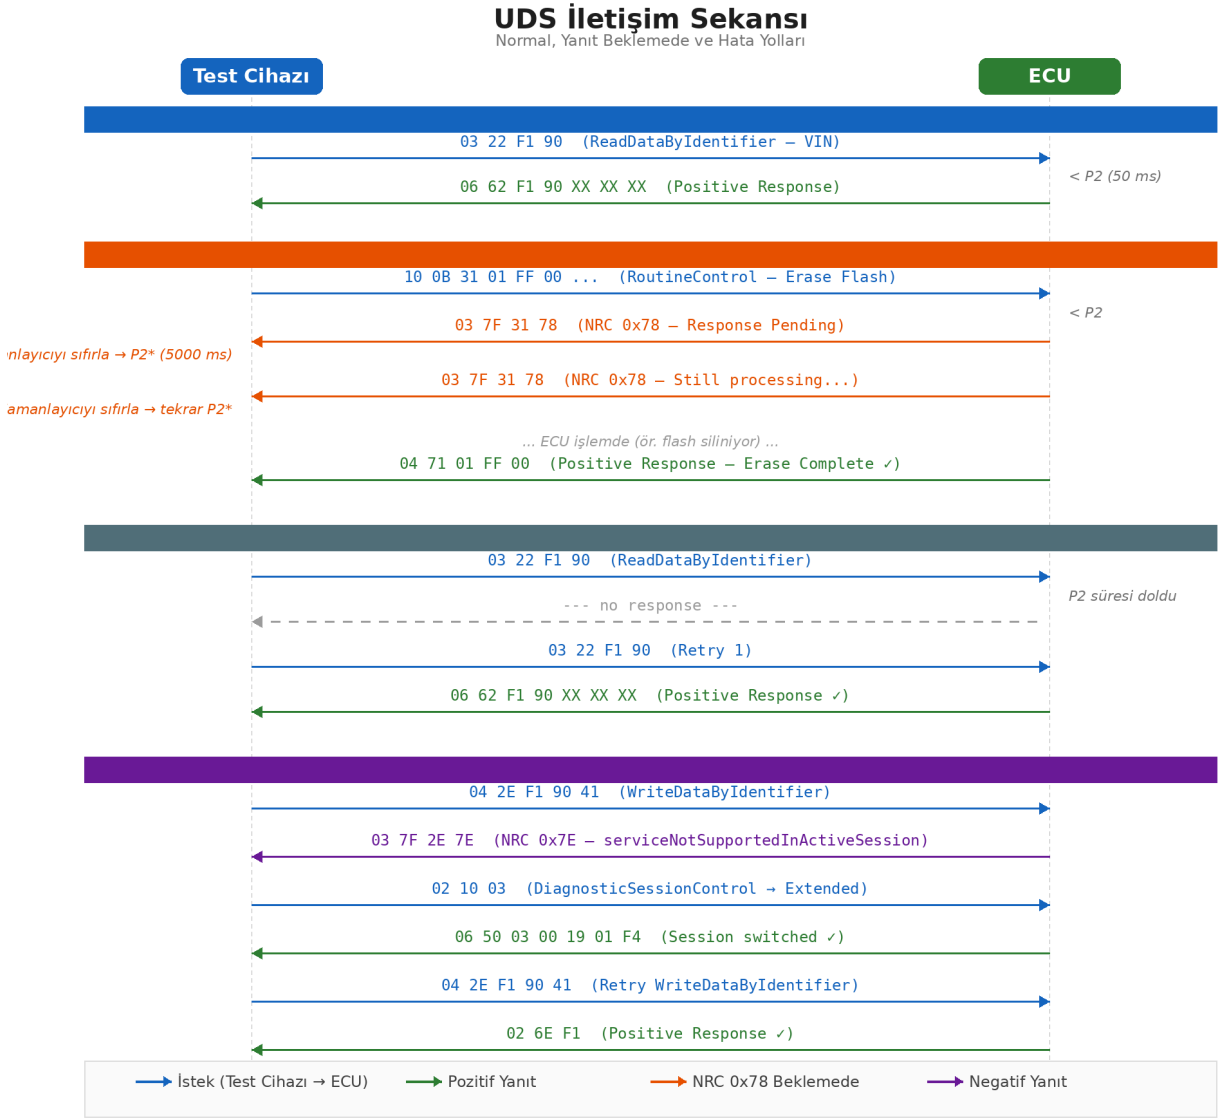 UDS İletişim Sekansı
Normal, Yanıt Beklemede ve Hata Yolları
Test Cihazı
ECU
03 22 F1 90 (ReadDataByIdentifier — VIN)
< P2 (50 ms)
06 62 F1 90 XX XX XX (Positive Response)
10 0B 31 01 FF 00 ... (RoutineControl — Erase Flash)
< P2
03 7F 31 78 (NRC 0x78 — Response Pending)
nlayıcıyı sıfırla → P2* (5000 ms)
03 7F 31 78 (NRC 0x78 — Still processing...)
amanlayıcıyı sıfırla → tekrar P2*
... ECU işlemde (ör. flash siliniyor) ...
04 71 01 FF 00 (Positive Response — Erase Complete ✓)
03 22 F1 90 (ReadDataByIdentifier)
P2 süresi doldu
--- no response ---
03 22 F1 90 (Retry 1)
06 62 F1 90 XX XX XX (Positive Response ✓)
04 2E F1 90 41 (WriteDataByIdentifier)
03 7F 2E 7E (NRC 0x7E — serviceNotSupportedInActiveSession)
02 10 03 (DiagnosticSessionControl → Extended)
06 50 03 00 19 01 F4 (Session switched ✓)
04 2E F1 90 41 (Retry WriteDataByIdentifier)
02 6E F1 (Positive Response ✓)
İstek (Test Cihazı → ECU)
Pozitif Yanıt
NRC 0x78 Beklemede
Negatif Yanıt